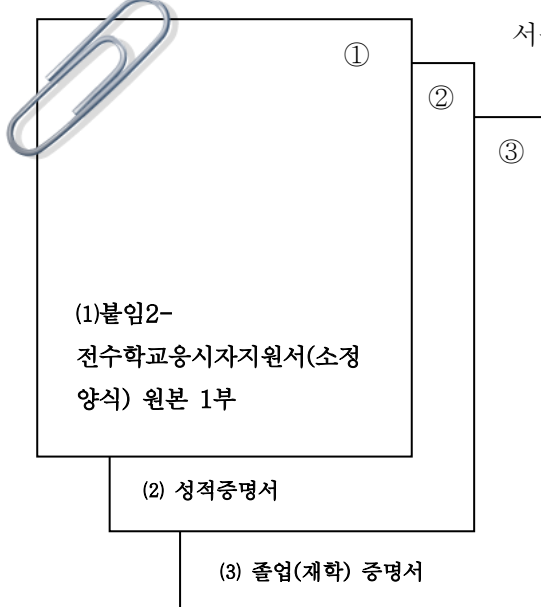 ①
②
③
(1)붙임2-
전수학교응시자지원서(소정
양식) 원본 1부
(2) 성적증명서
(3) 졸업(재학) 증명서